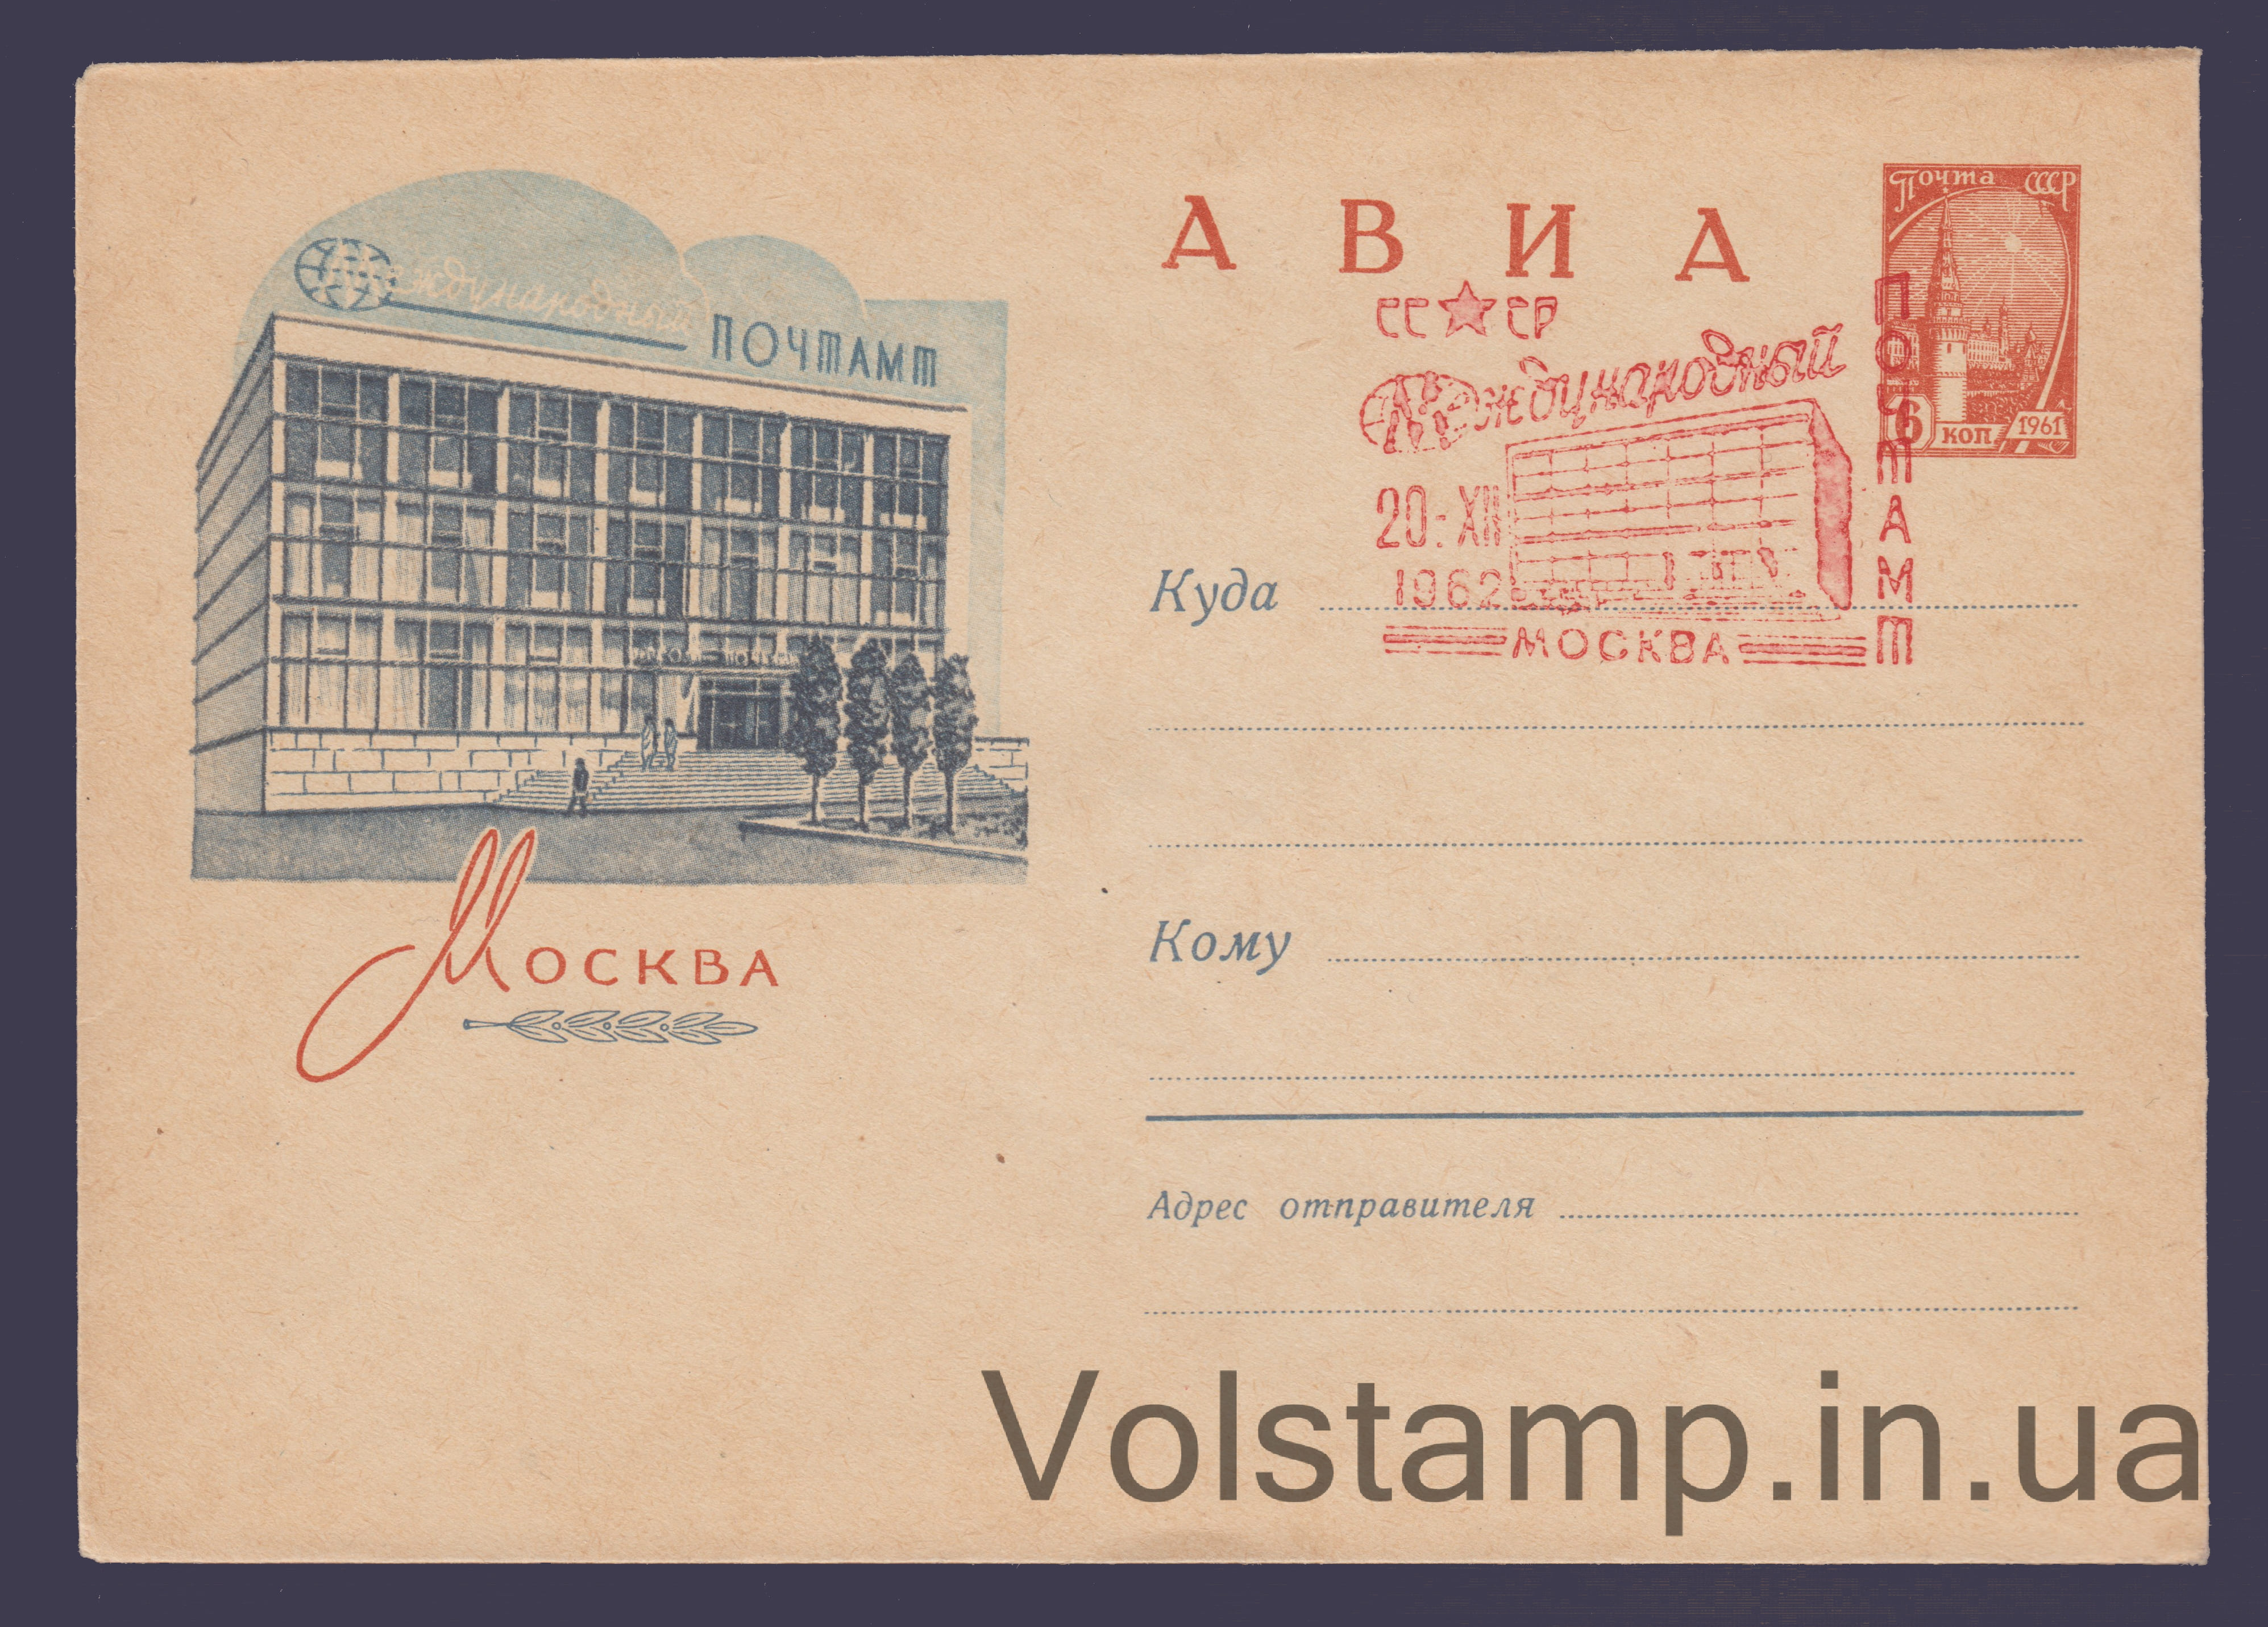 Международный
ПОЧТАМТ
Москва
АВИА
Почта СССР
6 коп. 1961
СССР
Международный
ПОЧТАМТ
20. XII
1962
МОСКВА
Куда
Кому
Адрес отправителя
Volstamp.in.ua